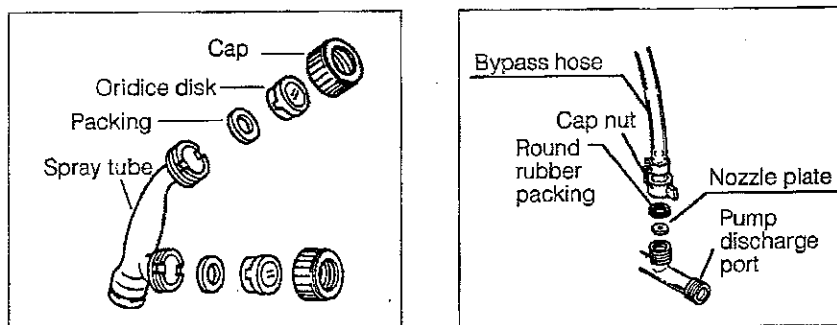 Cap
Oridice disk
Packing
Spray tube
Bypass hose
Cap nut
Round
rubber
packing
Nozzle plate
Pump
discharge
port